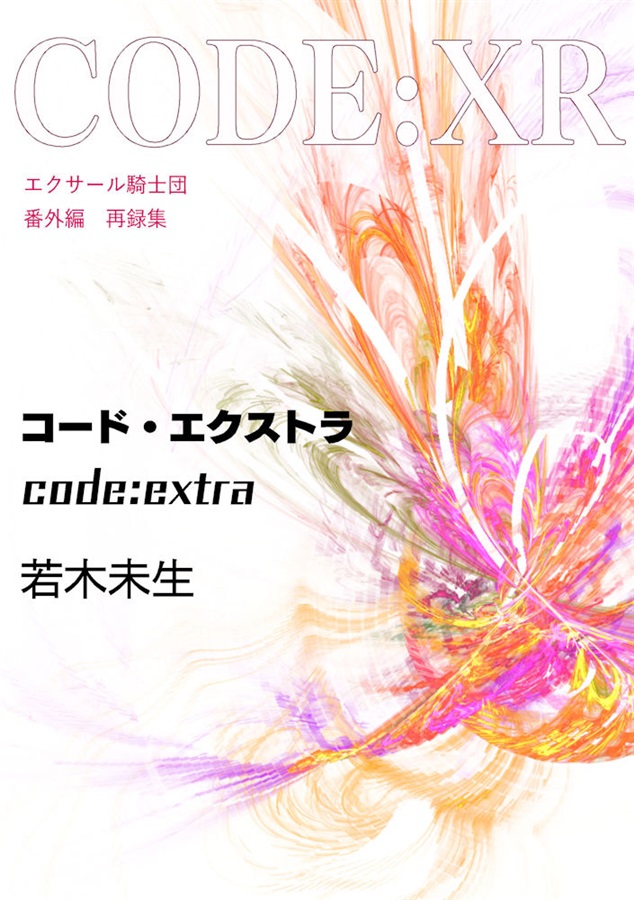 CODE:XR
エクサール騎士団
番外編　再録集
コード・エクストラ
code:extra
若木未生